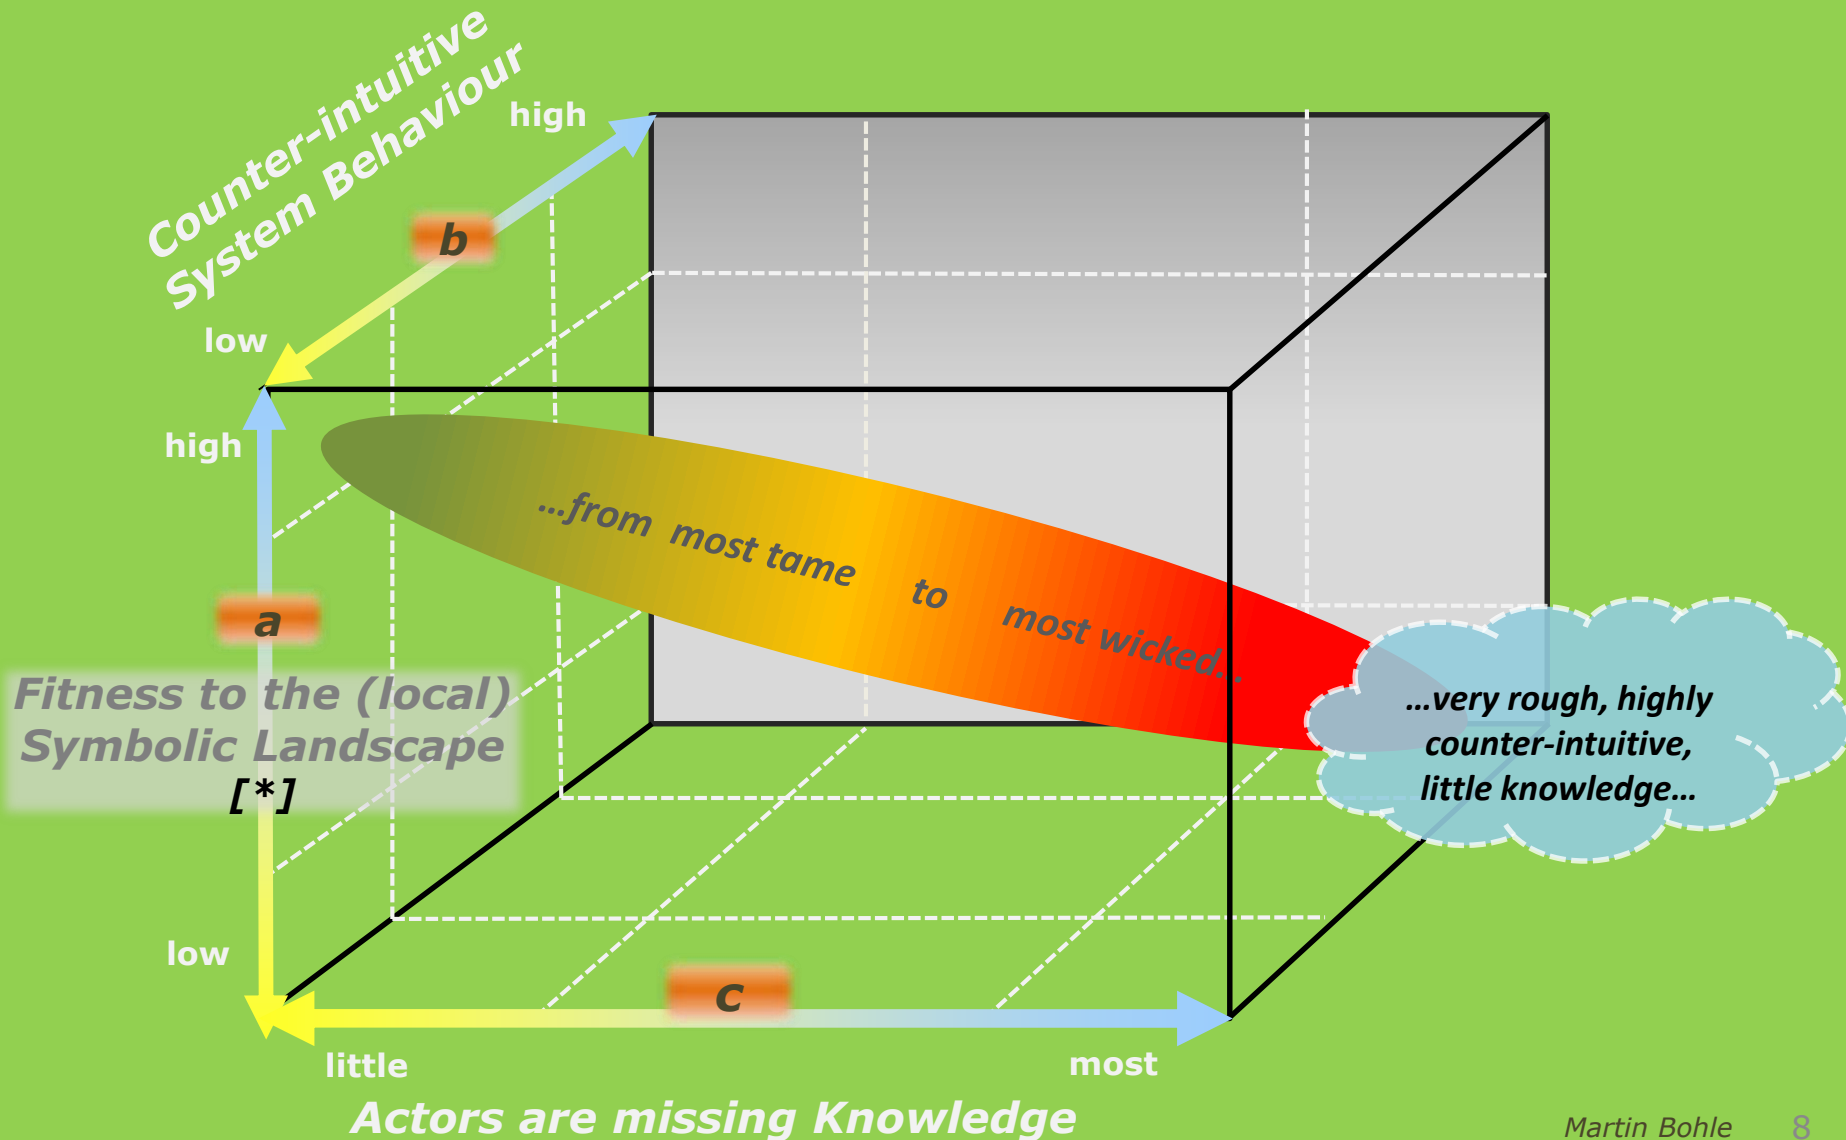 Counter-intuitive
System Behaviour
high
b
low
high
a
Fitness to the (local)
Symbolic Landscape
[*]
low
...from most tame to most wicked...
...very rough, highly
counter-intuitive,
little knowledge...
c
little
most
Actors are missing Knowledge
Martin Bohle 8